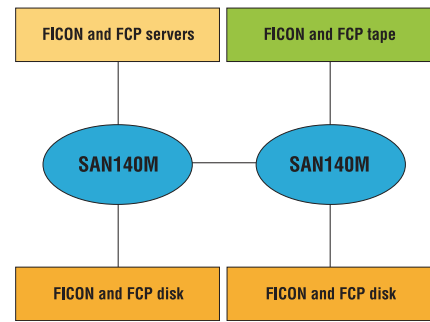 FICON and FCP servers
FICON and FCP tape
SAN140M
SAN140M
FICON and FCP disk
FICON and FCP disk